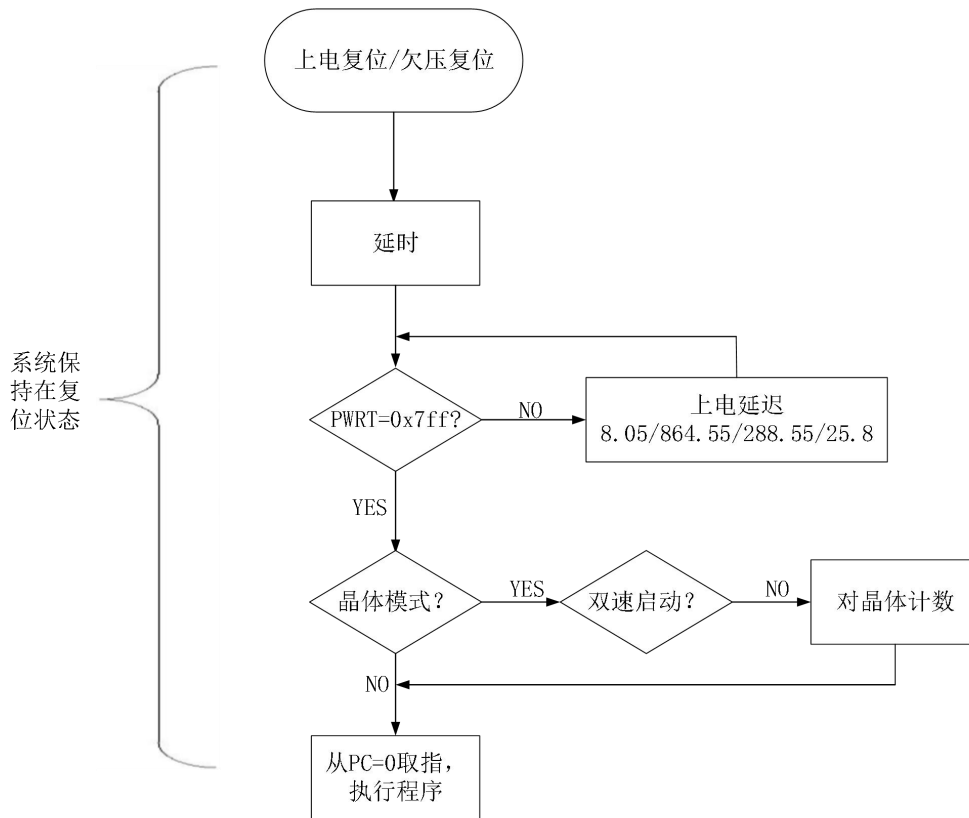 上电复位/欠压复位
延时
系统保
持在复
位状态
PWRT=0x7ff?
NO
上电延迟
8.05/864.55/288.55/25.8
YES
晶体模式?
YES
双速启动?
NO
对晶体计数
NO
从PC=0取指，
执行程序